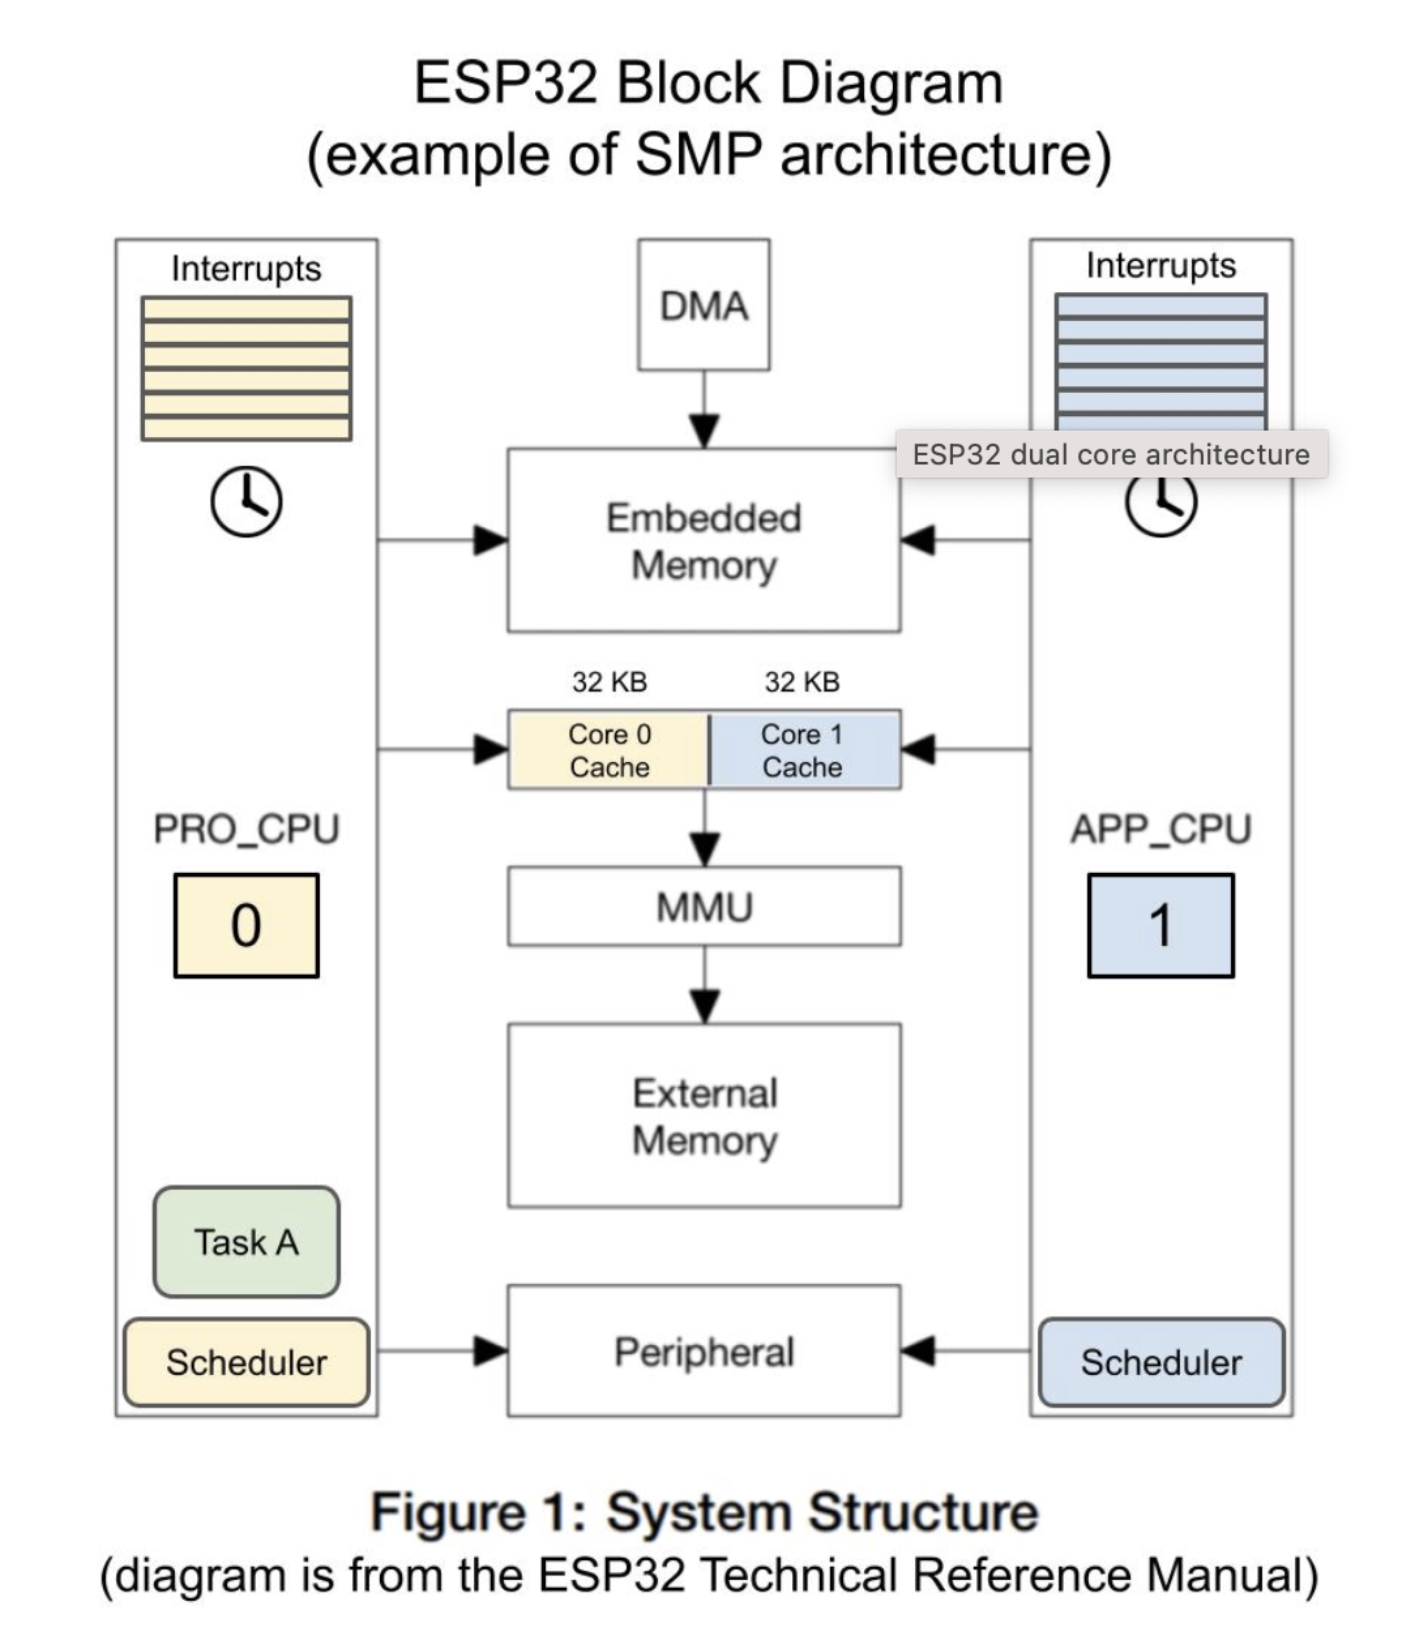 ESP32 Block Diagram
(example of SMP architecture)
Interrupts
DMA
Interrupts
ESP32 dual core architecture
Embedded
Memory
32 KB
32 KB
Core 0
Cache
Core 1
Cache
PRO_CPU
0
MMU
APP_CPU
1
External
Memory
Task A
Scheduler
Peripheral
Scheduler
Figure 1: System Structure
(diagram is from the ESP32 Technical Reference Manual)